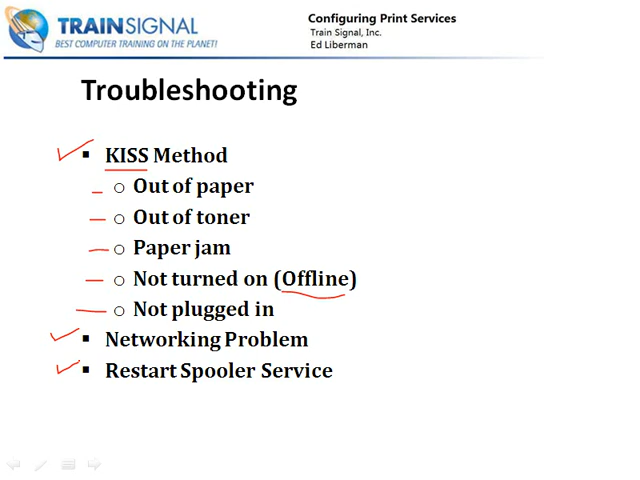 TRAINSIGNAL
BEST COMPUTER TRAINING ON THE PLANET!
Configuring Print Services
Train Signal, Inc.
Ed Liberman
Troubleshooting
▪ KISS Method
o Out of paper
o Out of toner
o Paper jam
o Not turned on (Offline)
o Not plugged in
▪ Networking Problem
▪ Restart Spooler Service